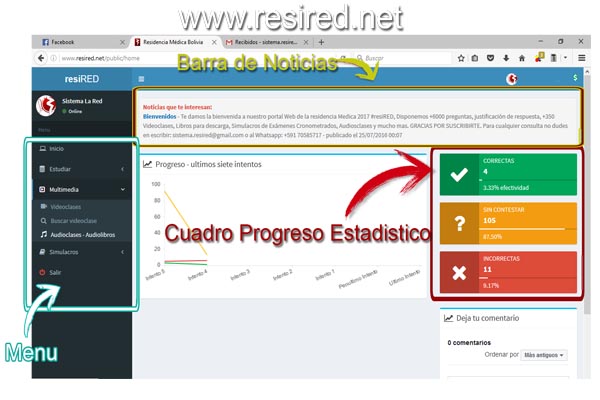 www.resired.net
Facebook
Residencia Médica Bolivia
Recibidos - sistema.resire...
www.resired.net/public/home
Buscar
Barra de Noticias
resiRED
$
Sistema La Red
Online
Menu
Inicio
Estudiar
Multimedia
Videoclases
Buscar videoclase
Audioclases - Audiolibros
Simulacros
Salir
Menu
Noticias que te interesan:
Bienvenidos - Te damos la bienvenida a nuestro portal Web de la residencia Medica 2017 #resiRED, Disponemos +6000 preguntas, justificación de respuesta, +350
Videoclases, Libros para descarga, Simulacros de Exámenes Cronometrados, Audioclases y mucho mas. GRACIAS POR SUSCRIBIRTE. Para cualquier consulta no dudes
en escribir: sistema.resired@gmail.com o al Whatsapp: +591 70585717 - publicado el 25/07/2016 00:07
Progreso - ultimos siete intentos
100
80
60
40
20
0
Intento 5
Intento 4
Intento 3
Intento 2
Intento 1
Penultimo Intento
Ultimo Intento
Cuadro Progreso Estadistico
CORRECTAS
4
3.33% efectividad
SIN CONTESTAR
105
87.50%
INCORRECTAS
11
9.17%
Deja tu comentario
0 comentarios
Ordenar por Más antiguos